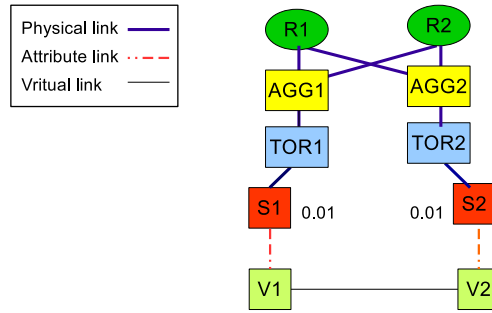 Physical link
Attribute link
Vritual link
R1
R2
AGG1
AGG2
TOR1
TOR2
S1
0.01
0.01
S2
V1
V2